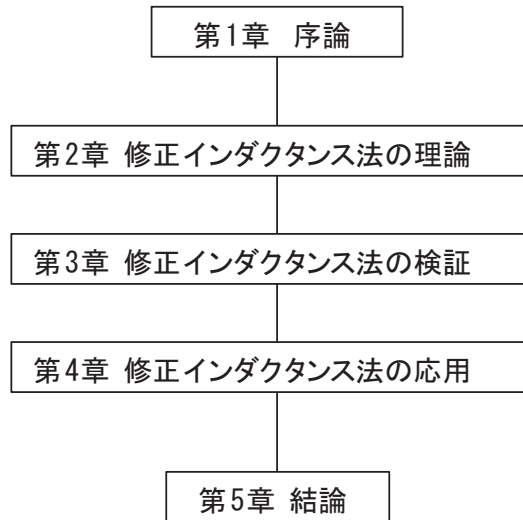 第1章 序論
第2章 修正インダクタンス法の理論
第3章 修正インダクタンス法の検証
第4章 修正インダクタンス法の応用
第5章 結論